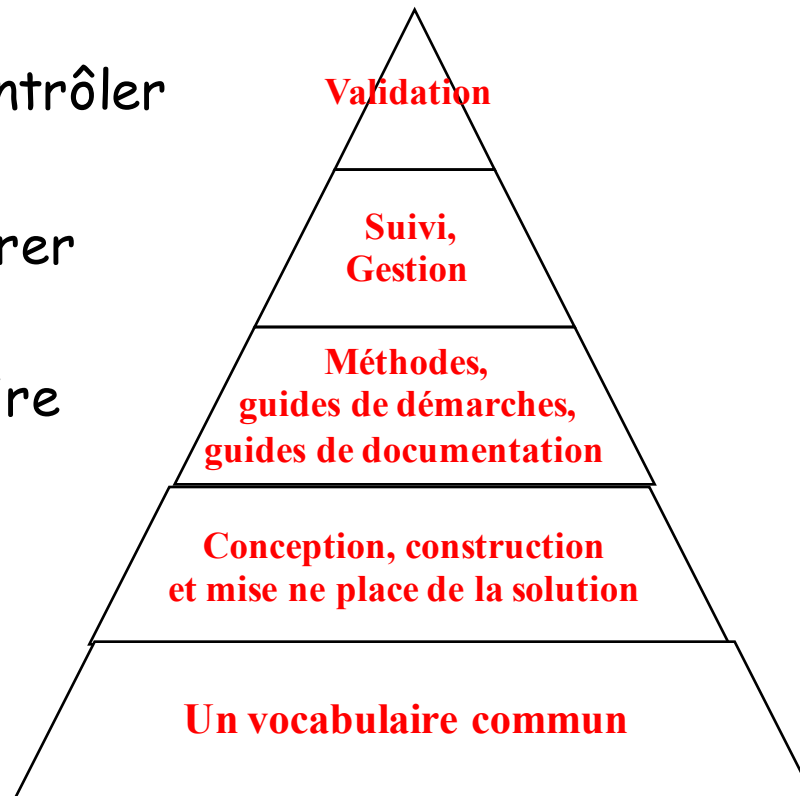 ntrôler
Validation
rer
Suivi,
Gestion
ire
Méthodes,
guides de démarches,
guides de documentation
Conception, construction
et mise ne place de la solution
Un vocabulaire commun